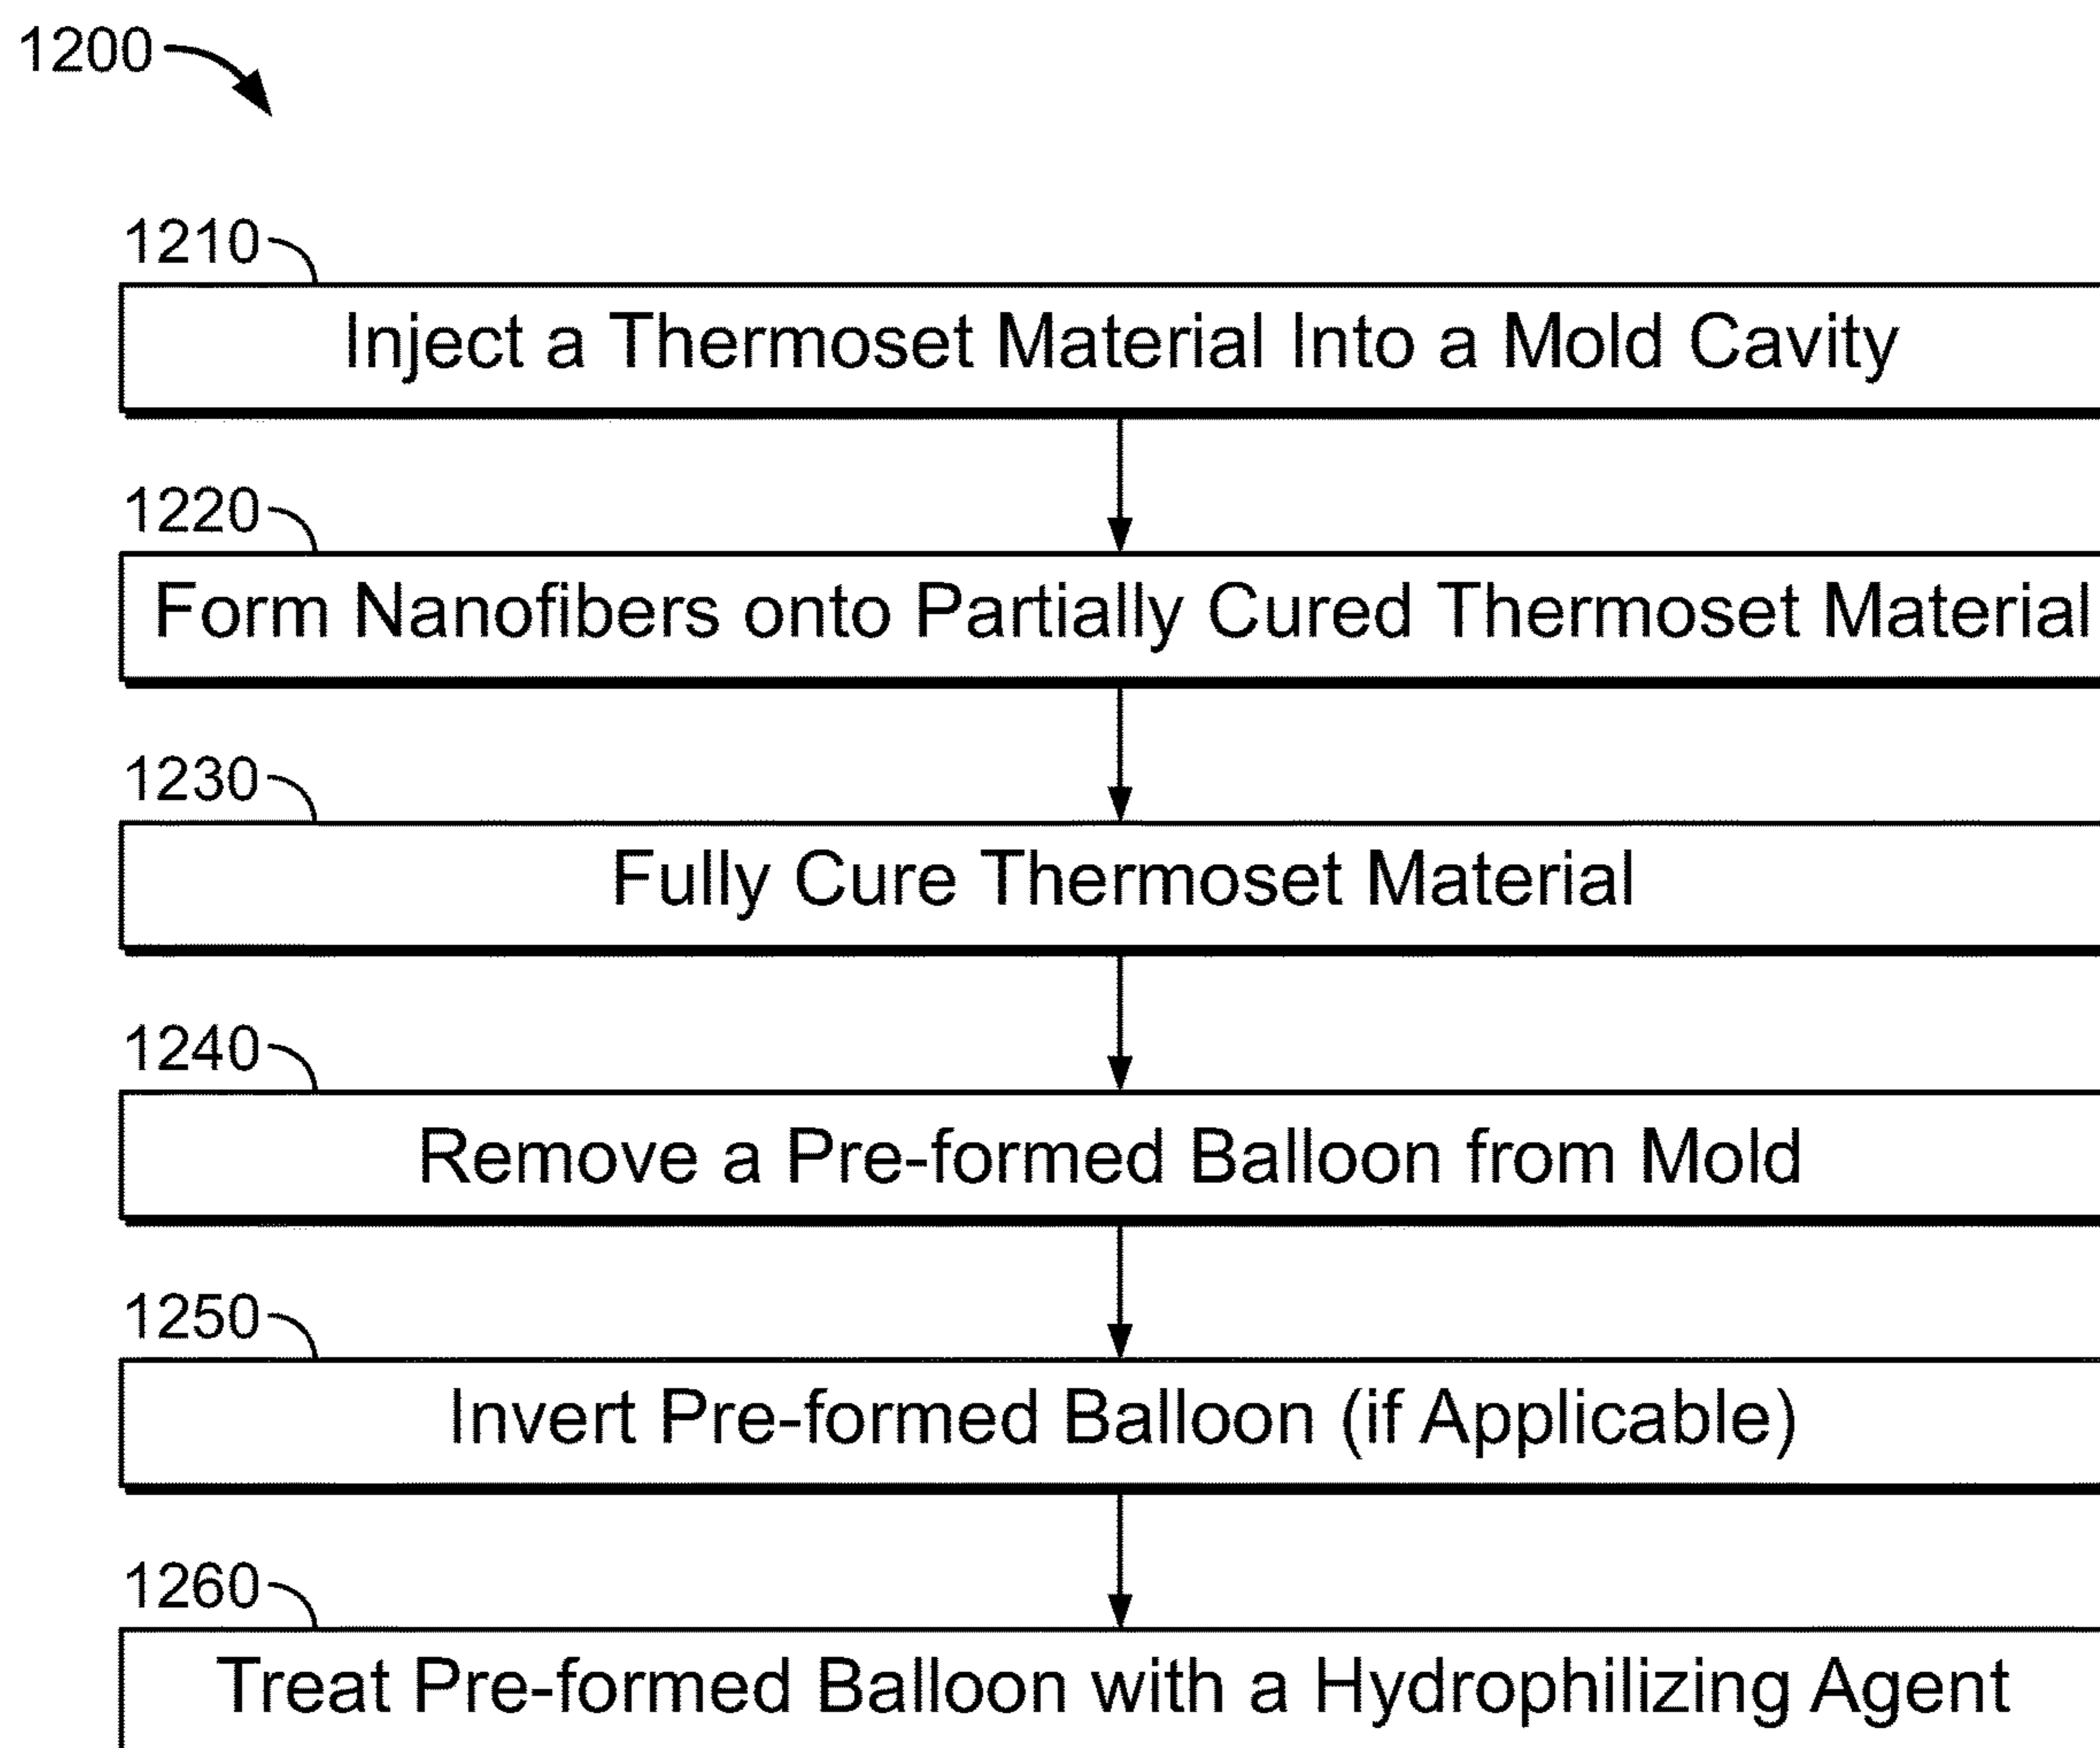 1200
1210
Inject a Thermoset Material Into a Mold Cavity
1220
Form Nanofibers onto Partially Cured Thermoset Material
1230
Fully Cure Thermoset Material
1240
Remove a Pre-formed Balloon from Mold
1250
Invert Pre-formed Balloon (if Applicable)
1260
Treat Pre-formed Balloon with a Hydrophilizing Agent